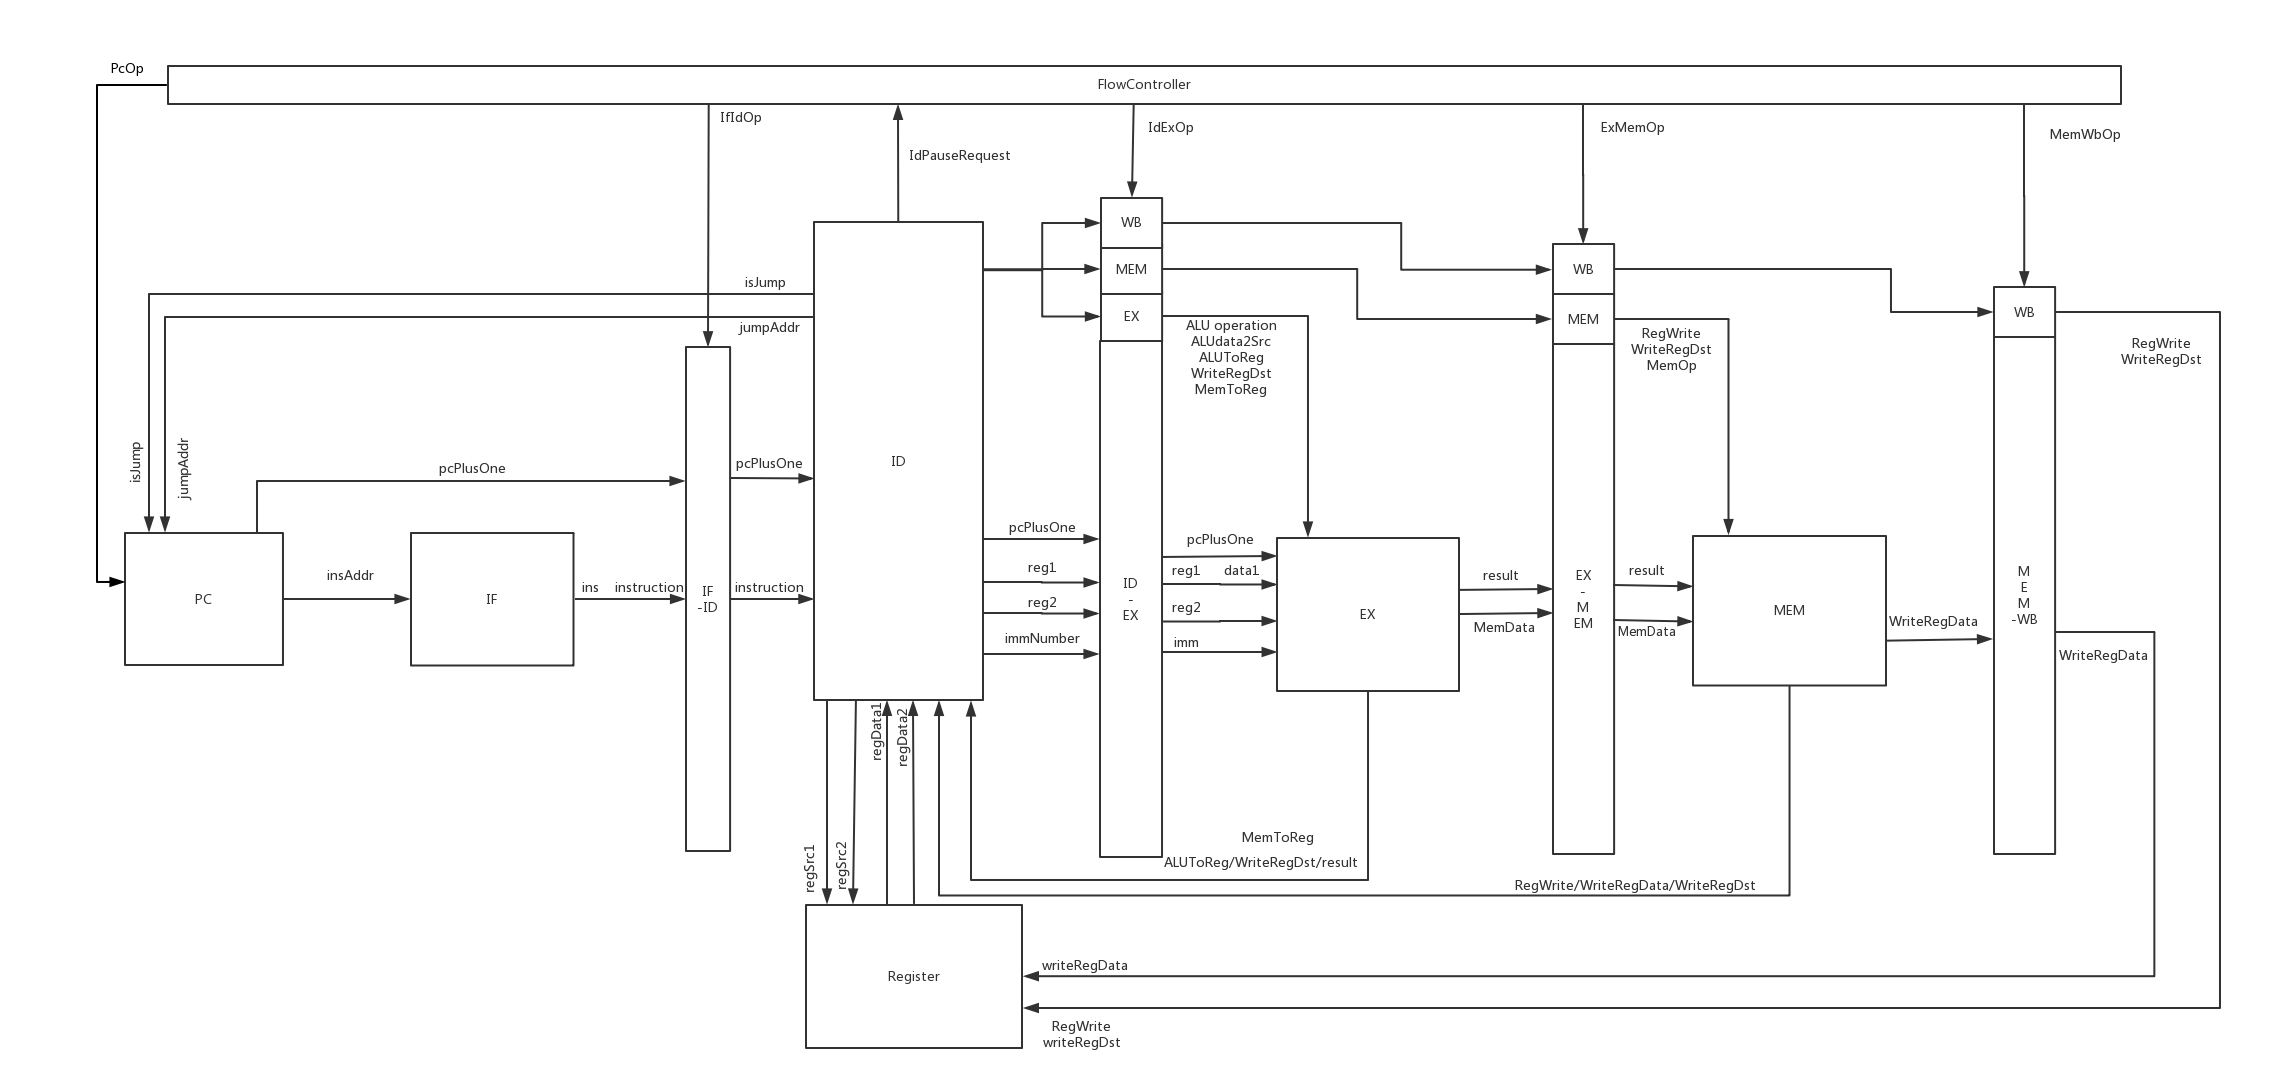 PcOp
FlowController
IfIdOp
IdPauseRequest
IdExOp
ExMemOp
MemWbOp
WB
MEM
EX
WB
MEM
WB
isJump
jumpAddr
ALU operation
ALUdata2Src
ALUToReg
WriteRegDst
MemToReg
RegWrite
WriteRegDst
MemOp
RegWrite
WriteRegDst
isJump
jumpAddr
pcPlusOne
pcPlusOne
ID
pcPlusOne
pcPlusOne
PC
insAddr
IF
ins
instruction
IF
-ID
instruction
reg1
reg2
immNumber
ID
-
EX
reg1
data1
reg2
imm
EX
result
MemData
EX
-
M
EM
result
MemData
MEM
WriteRegData
M
E
M
-WB
WriteRegData
regData1
regData2
regSrc1
regSrc2
MemToReg
ALUToReg/WriteRegDst/result
RegWrite/WriteRegData/WriteRegDst
Register
writeRegData
RegWrite
writeRegDst